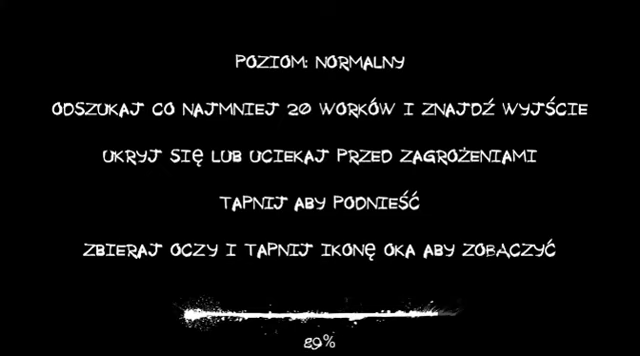 POZIOM: NORMALNY
ODSZUKAJ CO NAJMNIEJ 20 WORKÓW I ZNAJDŹ WYJŚCIE
UKRYJ SIĘ LUB UCIEKAJ PRZED ZAGROŻENIAMI
TAPNIJ ABY PODNIEŚĆ
ZBIERAJ OCZY I TAPNIJ IKONĘ OKA ABY ZOBĄCZYĆ
89%